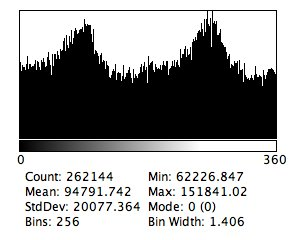 0 360
Count: 262144 Min: 62226.847
Mean: 94791.742 Max: 151841.02
StdDev: 20077.364 Mode: 0 (0)
Bins: 256 Bin Width: 1.406